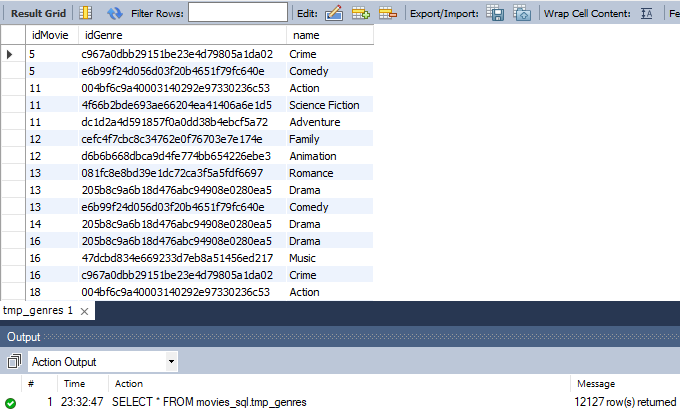 Result Grid Filter Rows: Edit: Export/Import: Wrap Cell Content: Fe
idMovie idGenre name
5 c967a0dbb29151be23e4d79805a1da02 Crime
5 e6b99f24d056d03f20b4651f79fc640e Comedy
11 004bf6c9a40003140292e97330236c53 Action
11 4f66b2bde693ae66204ea41406a6e1d5 Science Fiction
11 dc1d2a4d591857f0a0dd38b4ebcf5a72 Adventure
12 cefc4f7cbc8c34762e0f76703e7e174e Family
12 d6b6b668dbca9d4fe774bb654226ebe3 Animation
13 081fc8e8bd39e1dc72ca3f5a5fdf6697 Romance
13 205b8c9a6b18d476abc94908e0280ea5 Drama
13 e6b99f24d056d03f20b4651f79fc640e Comedy
14 205b8c9a6b18d476abc94908e0280ea5 Drama
16 205b8c9a6b18d476abc94908e0280ea5 Drama
16 47dcbd834e669233d7eb8a51456ed217 Music
16 c967a0dbb29151be23e4d79805a1da02 Crime
18 004bf6c9a40003140292e97330236c53 Action
tmp_genres 1
Output
Action Output
# Time Action Message
1 23:32:47 SELECT * FROM movies_sql.tmp_genres 12127 row(s) returned